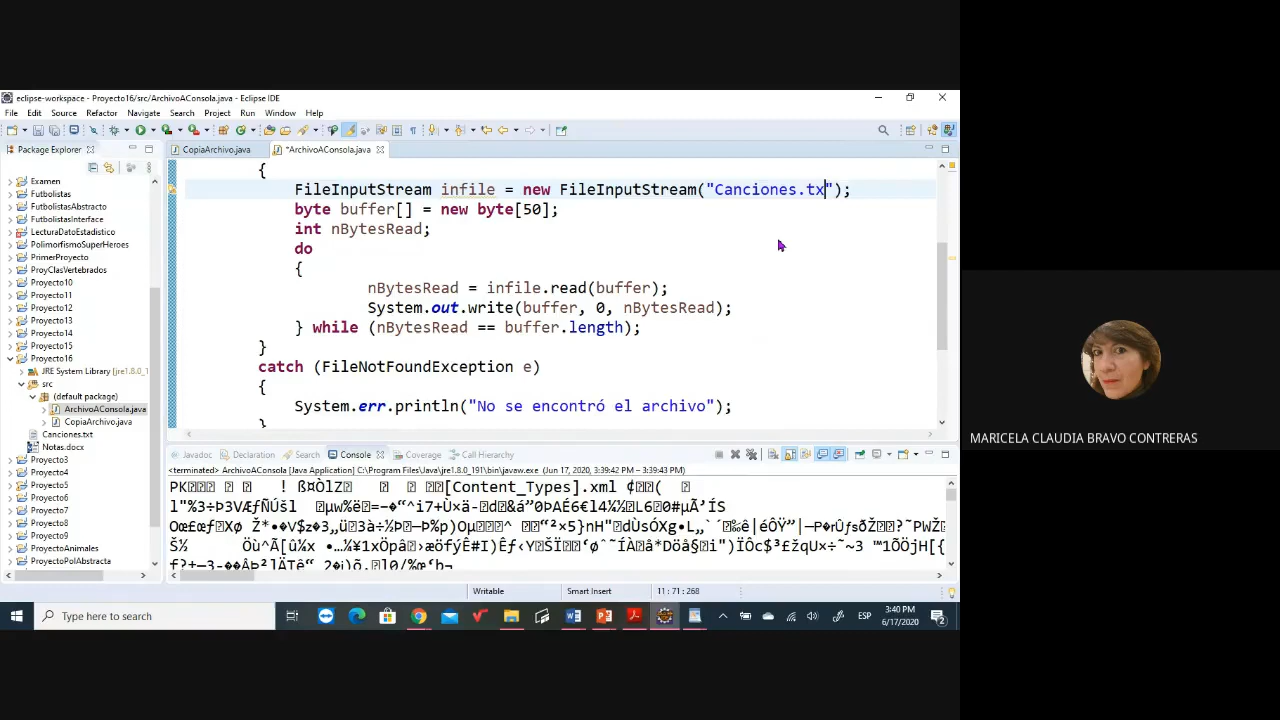 eclipse-workspace - Proyecto16/src/ArchivoAConsola.java - Eclipse IDE
File Edit Source Refactor Navigate Search Project Run Window Help
Package Explorer
CopiaArchivo.java
*ArchivoAConsola.java
Examen
Futbolistas
FutbolistasAbstracto
FutbolistasInterface
LecturaDatoEstadistico
PolimorfismoSuperHeroes
PrimerProyecto
ProyClasVertebrados
Proyecto10
Proyecto11
Proyecto12
Proyecto13
Proyecto14
Proyecto15
Proyecto16
JRE System Library [jre1.8.0_1
src
(default package)
ArchivoAConsola.java
CopiaArchivo.java
Canciones.txt
Notas.docx
Proyecto3
Proyecto4
Proyecto5
Proyecto6
Proyecto7
Proyecto8
Proyecto9
ProyectoAnimales
ProyectoPolAbstracta
{
FileInputStream infile = new FileInputStream("Canciones.tx");
byte buffer[] = new byte[50];
int nBytesRead;
do
{
nBytesRead = infile.read(buffer);
System.out.write(buffer, 0, nBytesRead);
} while (nBytesRead == buffer.length);
}
catch (FileNotFoundException e)
{
System.err.println("No se encontró el archivo");
}
Javadoc Declaration Search Console Coverage Call Hierarchy
<terminated> ArchivoAConsola [Java Application] C:\Program Files\Java\jre1.8.0_191\bin\javaw.exe (Jun 17, 2020, 3:39:42 PM – 3:39:43 PM)
[Content_Types].xml
Writable Smart Insert 11 : 71 : 268
Type here to search
ESP
3:40 PM
6/17/2020
2
MARICELA CLAUDIA BRAVO CONTRERAS